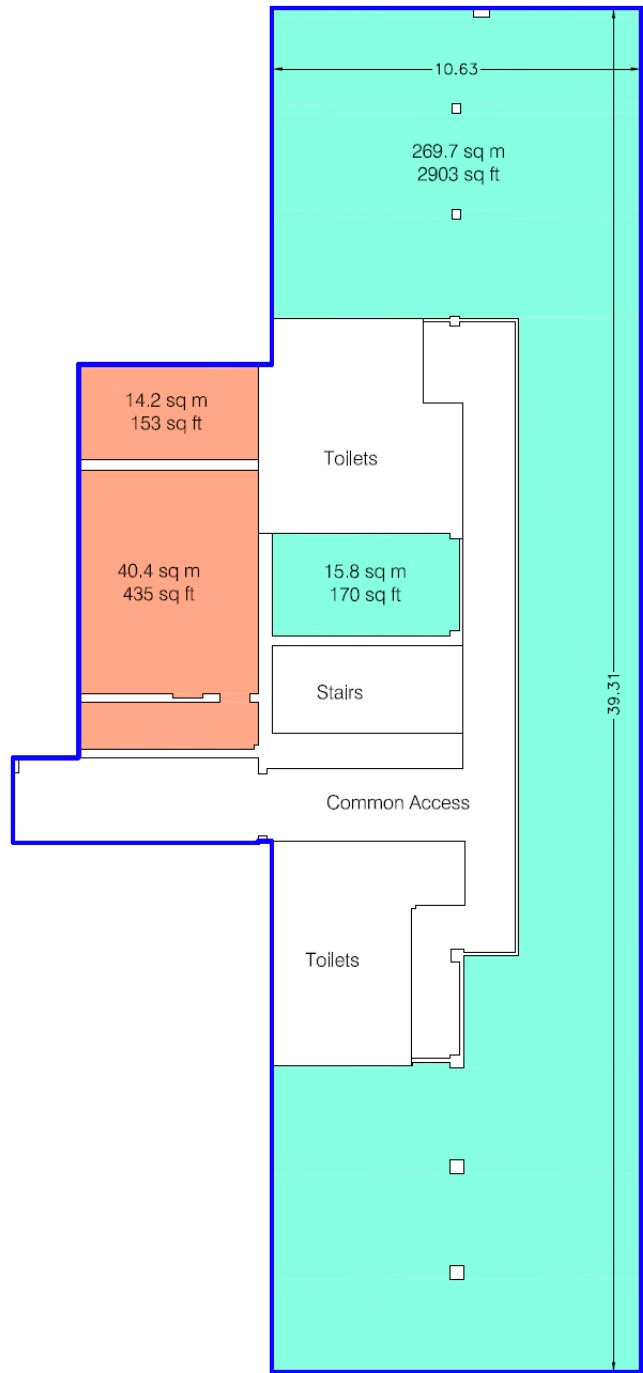 10.63
269.7 sq m
2903 sq ft
14.2 sq m
153 sq ft
Toilets
40.4 sq m
435 sq ft
15.8 sq m
170 sq ft
Stairs
39.31
Common Access
Toilets